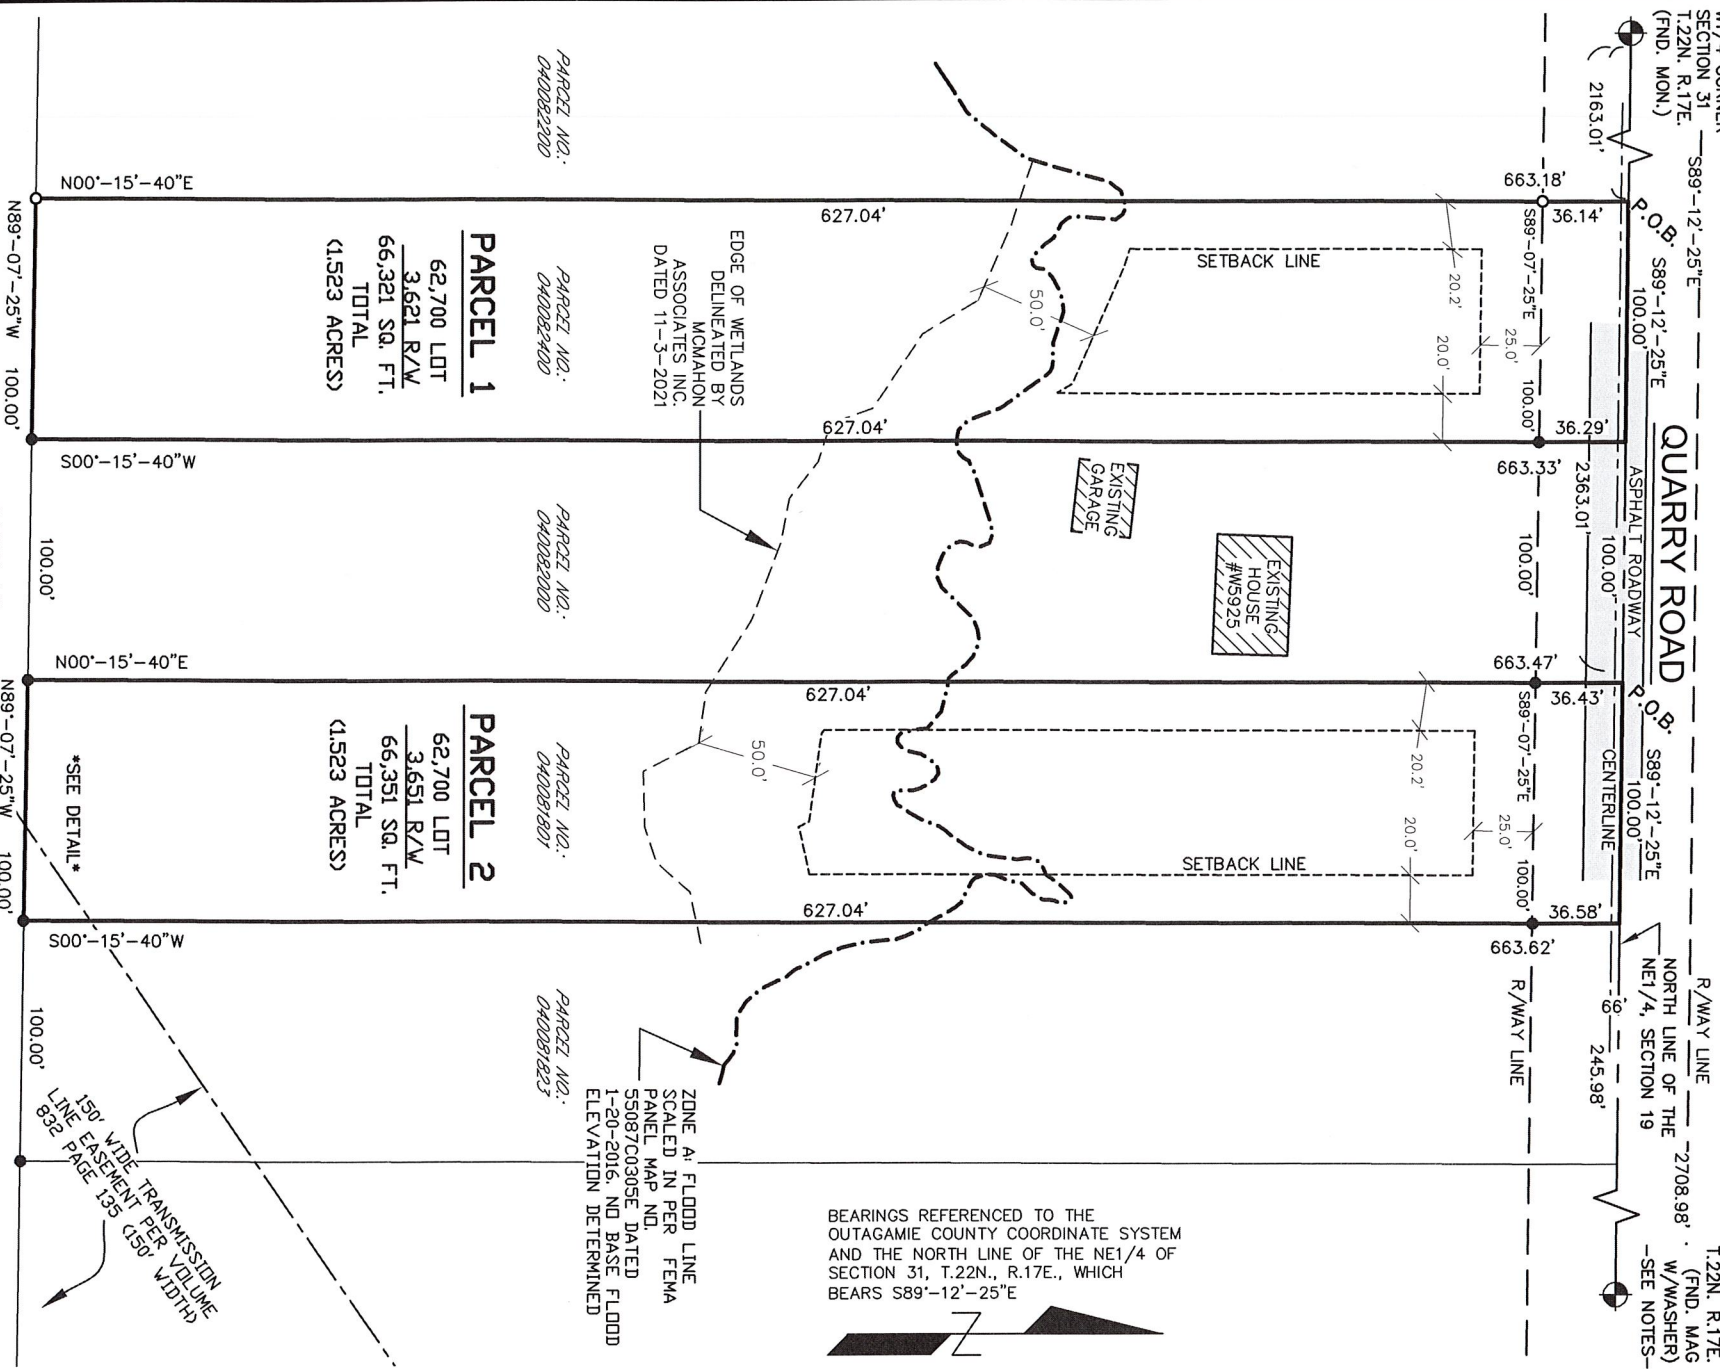 W1/4 CORNER
SECTION 31
T.22N. R.17E.
(FND. MON.)
2163.01'
S89°-12'-25"E
P.O.B.
S89°-12'-25"E
100.00'
QUARRY ROAD
ASPHALT ROADWAY
2363.01'
100.00'
P.O.B.
S89°-12'-25"E
100.00'
CENTERLINE
R/WAY LINE
2708.98'
NORTH LINE OF THE
NE1/4, SECTION 19
66'
245.98'
R/WAY LINE
T.22N. R.17E.
(FND. MAG
W/WASHER)
-SEE NOTES-
663.18'
36.14'
S89°-07'-25"E
100.00'
36.29'
663.33'
100.00'
663.47'
36.43'
S89°-07'-25"E
100.00'
36.58'
663.62'
20.2'
25.0'
20.0'
SETBACK LINE
50.0'
627.04'
627.04'
20.2'
25.0'
20.0'
SETBACK LINE
50.0'
627.04'
627.04'
EXISTING
GARAGE
EXISTING
HOUSE
#W5925
EDGE OF WETLANDS
DELINEATED BY
MCMAHON
ASSOCIATES INC.
DATED 11-3-2021
PARCEL NO.:
040082200
PARCEL NO.:
040082400
PARCEL NO.:
040082000
PARCEL NO.:
040081801
PARCEL NO.:
040081823
PARCEL 1
62,700 LOT
3,621 R/W
66,321 SQ. FT.
TOTAL
(1.523 ACRES)
PARCEL 2
62,700 LOT
3,651 R/W
66,351 SQ. FT.
TOTAL
(1.523 ACRES)
ZONE A: FLOOD LINE
SCALED IN PER FEMA
PANEL MAP NO.
55087C0305E DATED
1-20-2016. NO BASE FLOOD
ELEVATION DETERMINED
BEARINGS REFERENCED TO THE
OUTAGAMIE COUNTY COORDINATE SYSTEM
AND THE NORTH LINE OF THE NE1/4 OF
SECTION 31, T.22N., R.17E., WHICH
BEARS S89°-12'-25"E
N
N00°-15'-40"E
S00°-15'-40"W
N00°-15'-40"E
S00°-15'-40"W
N89°-07'-25"W 100.00'
100.00'
N89°-07'-25"W 100.00'
100.00'
*SEE DETAIL*
150' WIDE TRANSMISSION
LINE EASEMENT PER VOLUME
832 PAGE 135 (150' WIDTH)